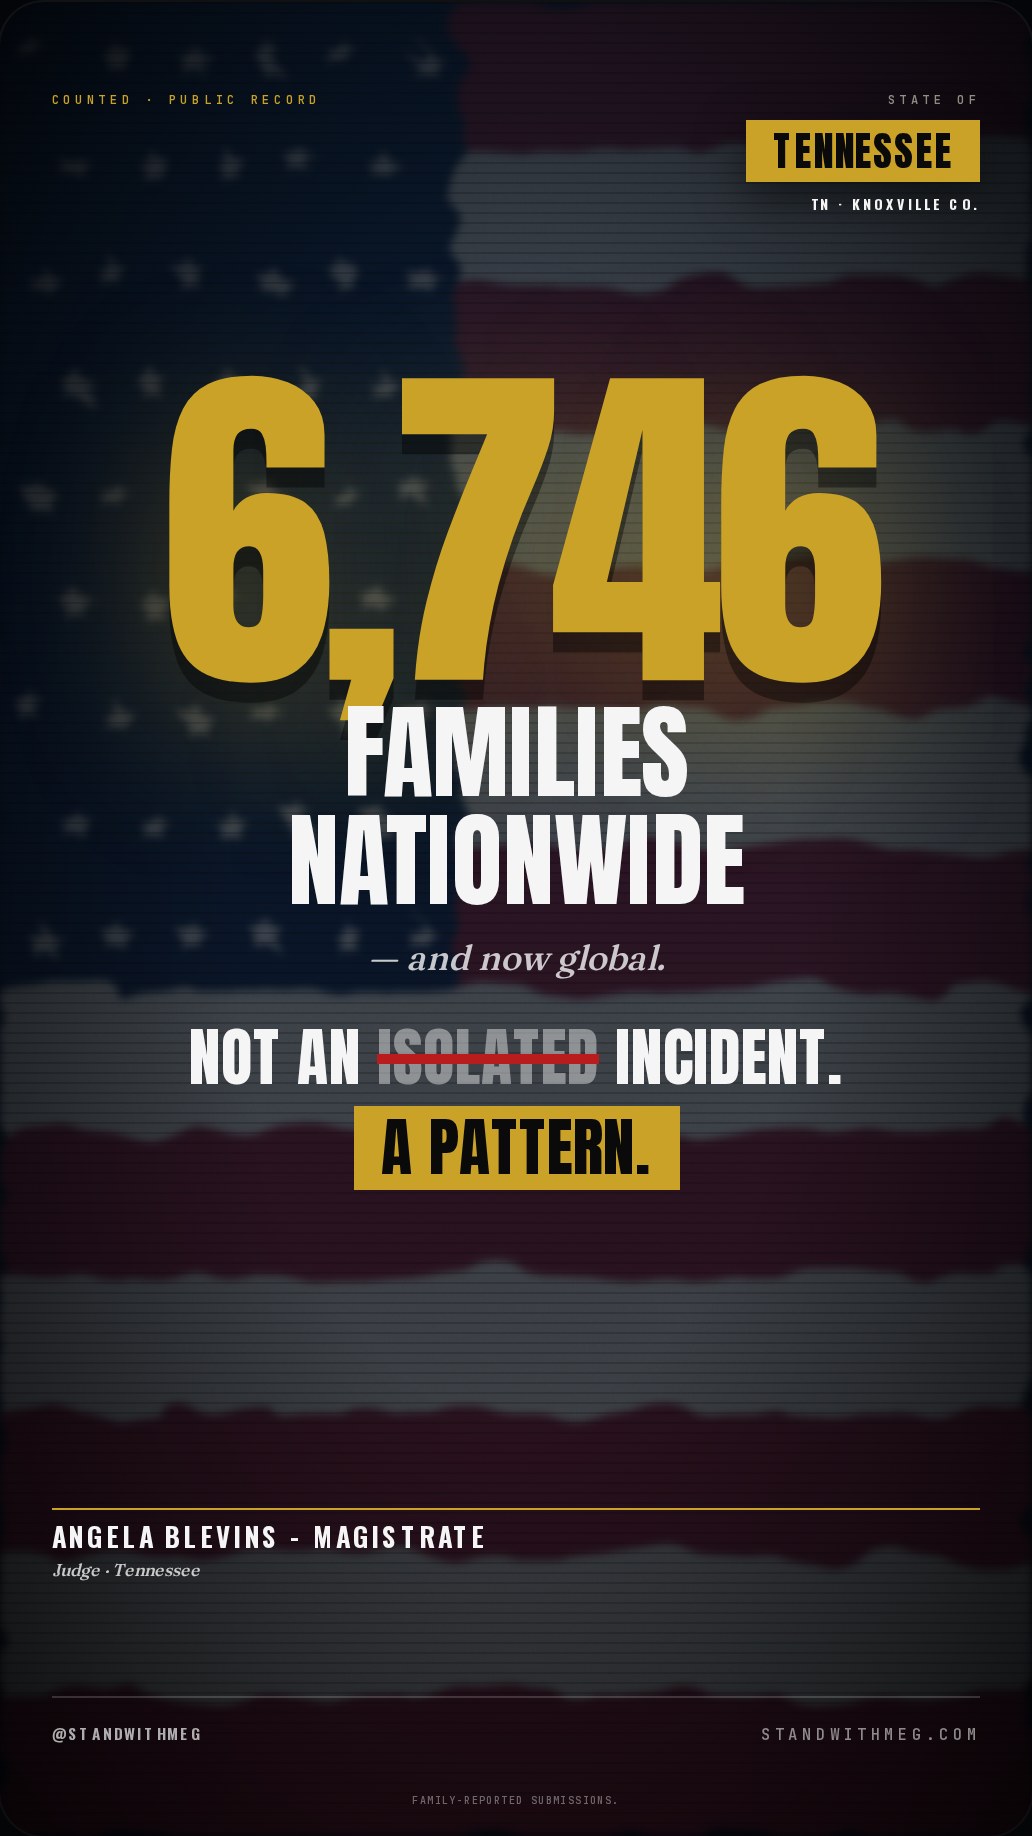 COUNTED · PUBLIC RECORD
STATE OF
TENNESSEE
TN · KNOXVILLE CO.
6,746
FAMILIES
NATIONWIDE
— and now global.
NOT AN ISOLATED INCIDENT.
A PATTERN.
ANGELA BLEVINS - MAGISTRATE
Judge · Tennessee
@STANDWITHMEG
STANDWITHMEG.COM
FAMILY-REPORTED SUBMISSIONS.